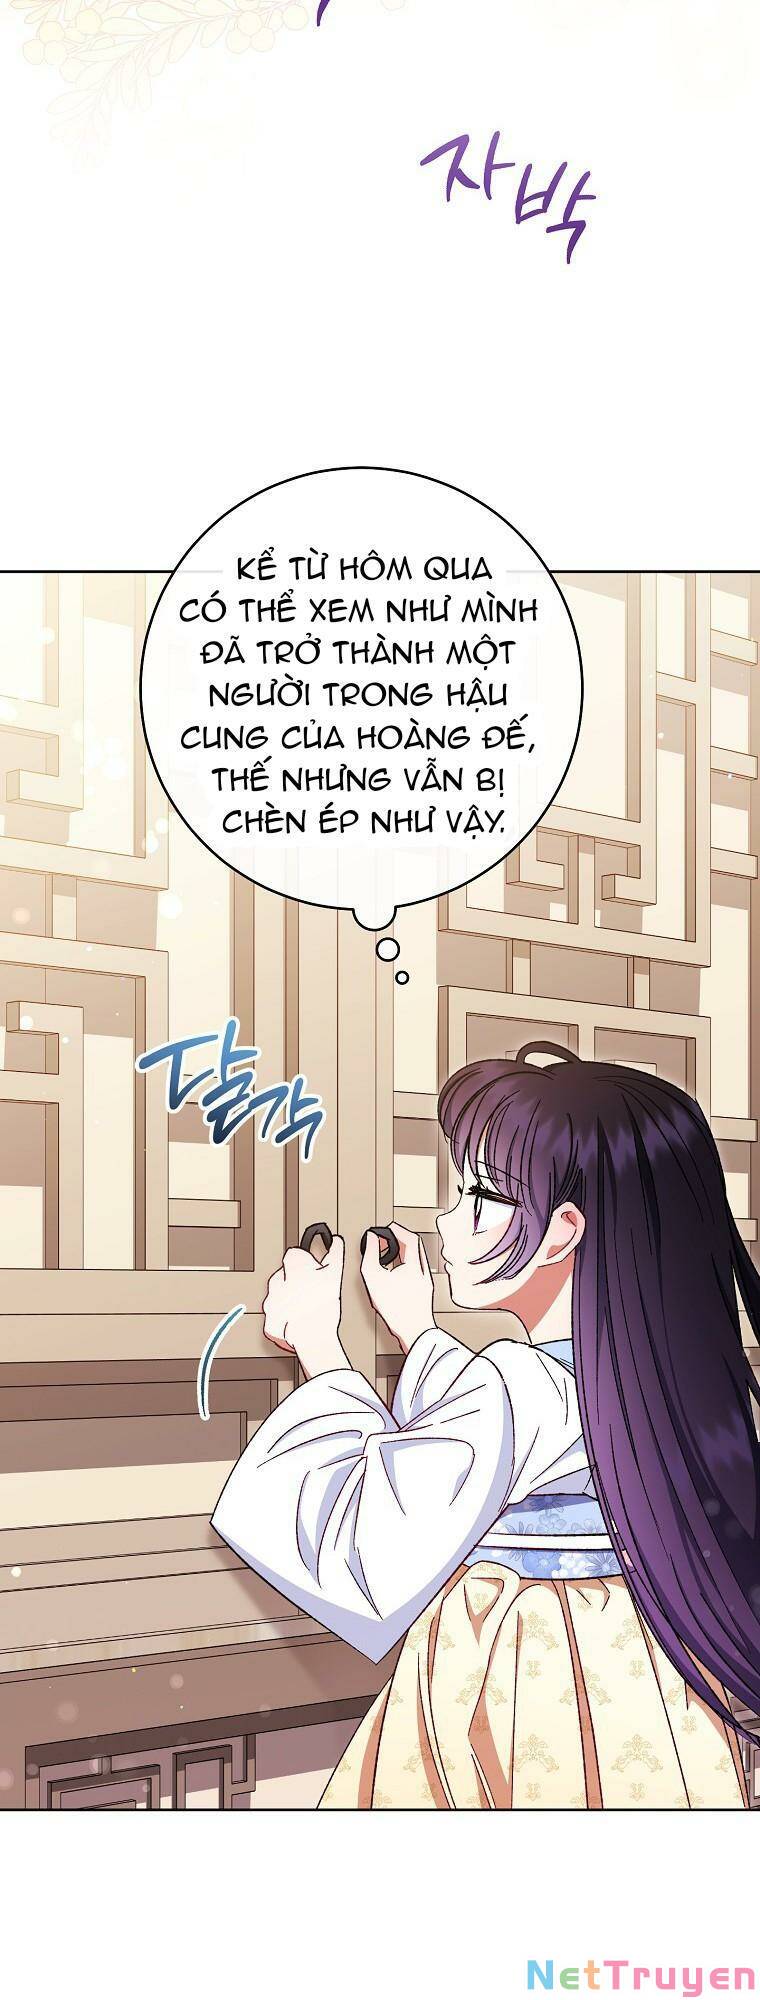 자박
KỂ TỪ HÔM QUA
CÓ THỂ XEM NHƯ MÌNH
ĐÃ TRỞ THÀNH MỘT
NGƯỜI TRONG HẬU
CUNG CỦA HOÀNG ĐẾ,
THẾ NHƯNG VẪN BỊ
CHÈN ÉP NHƯ VẬY.
달칵
NetTruyen